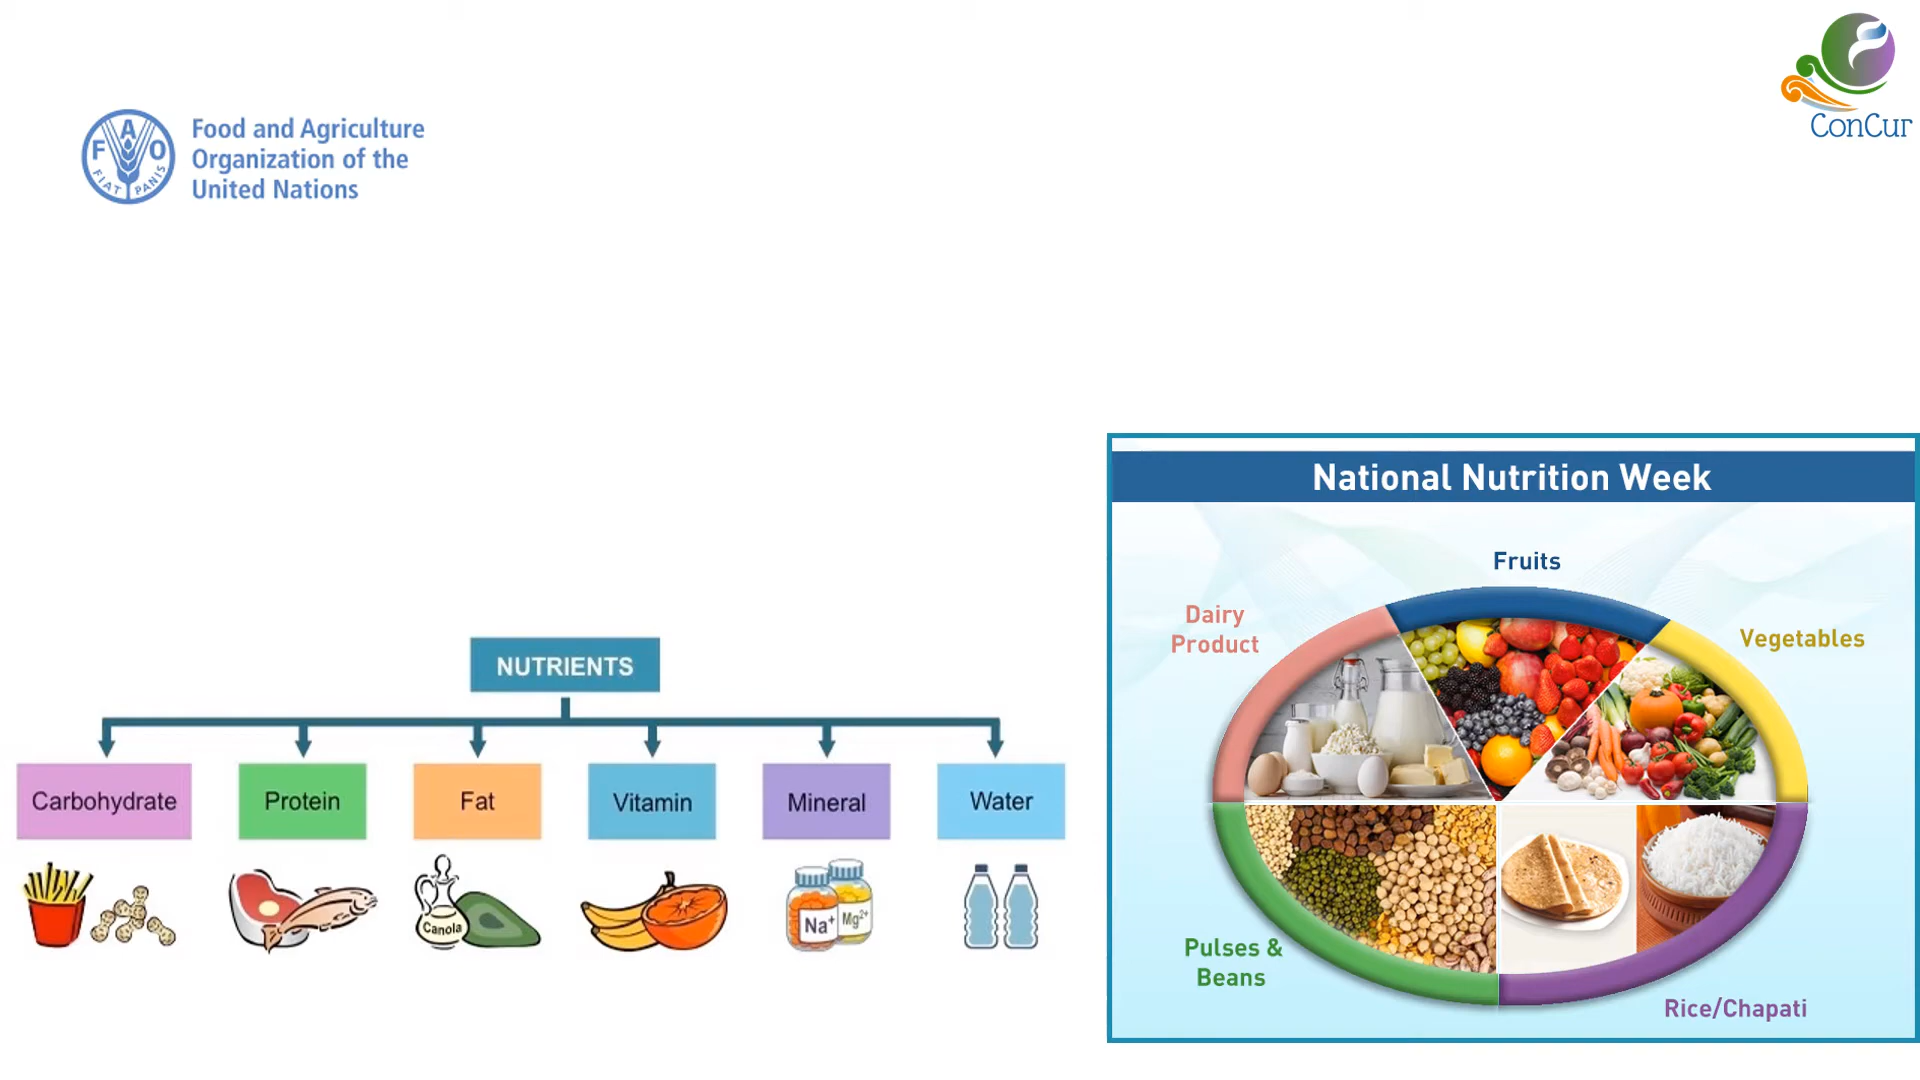 ConCur
FAO
FIAT PANIS
Food and Agriculture
Organization of the
United Nations
National Nutrition Week
Fruits
Dairy
Product
Vegetables
Pulses &
Beans
Rice/Chapati
NUTRIENTS
Carbohydrate
Protein
Fat
Vitamin
Mineral
Water
Canola
Na+
Mg2+